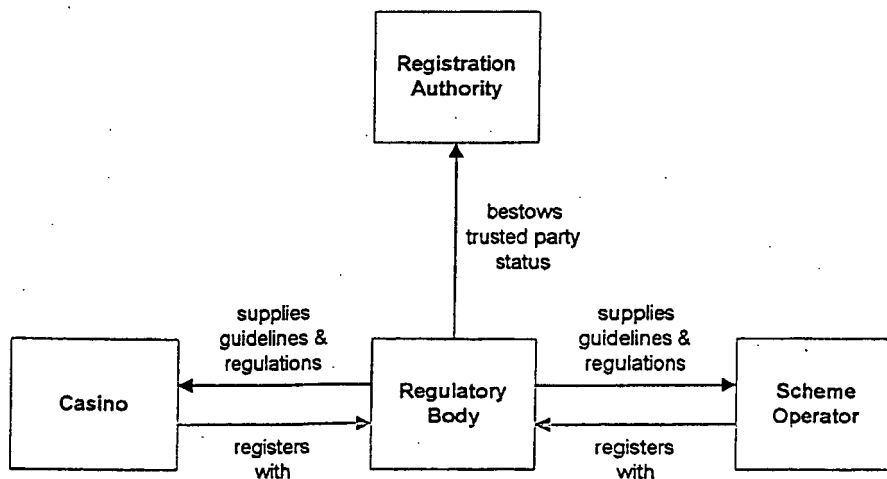 Registration
Authority
bestows
trusted party
status
supplies
guidelines &
regulations
supplies
guidelines &
regulations
Casino
Regulatory
Body
Scheme
Operator
registers
with
registers
with